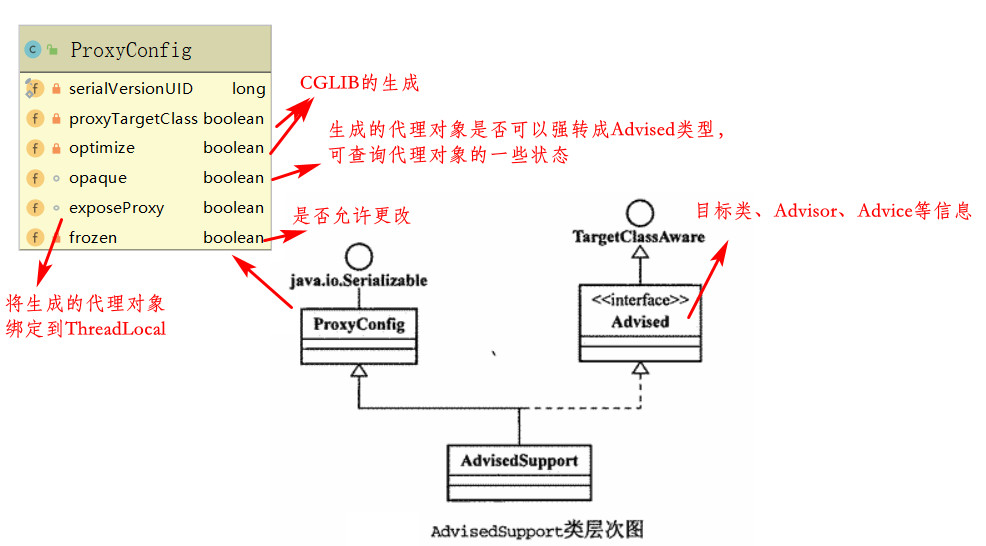 ProxyConfig
serialVersionUID long
proxyTargetClass boolean
optimize boolean
opaque boolean
exposeProxy boolean
frozen boolean
CGLIB的生成
生成的代理对象是否可以强转成Advised类型，
可查询代理对象的一些状态
是否允许更改
将生成的代理对象
绑定到ThreadLocal
目标类、Advisor、Advice等信息
java.io.Serializable
ProxyConfig
TargetClassAware
<<interface>>
Advised
AdvisedSupport
AdvisedSupport类层次图